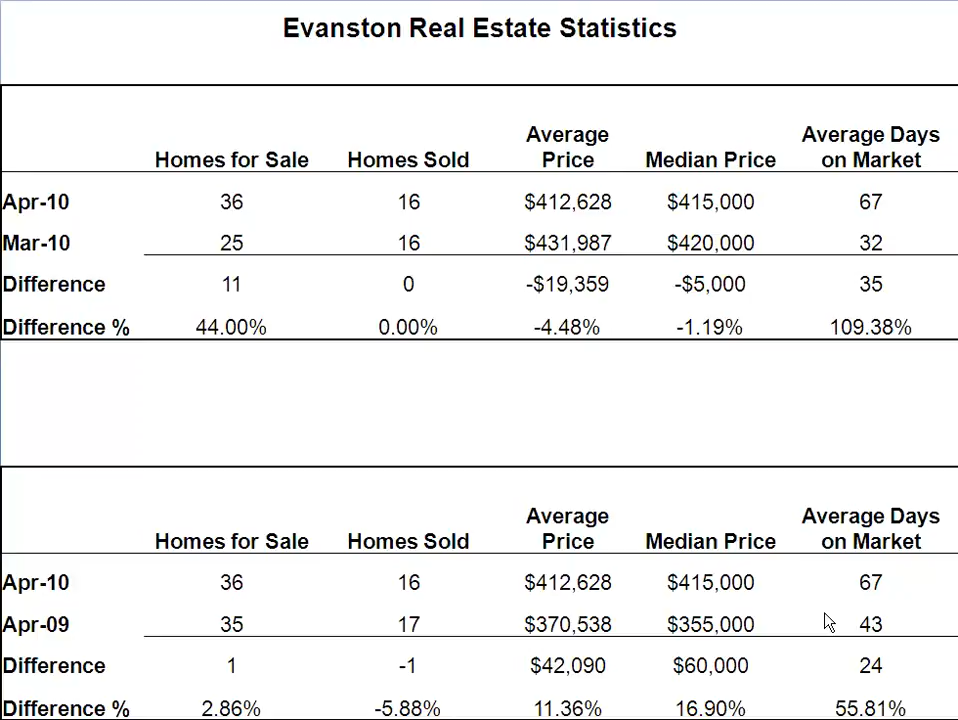 Evanston Real Estate Statistics
Average Average Days
Homes for Sale Homes Sold Price Median Price on Market
Apr-10 36 16 $412,628 $415,000 67
Mar-10 25 16 $431,987 $420,000 32
Difference 11 0 -$19,359 -$5,000 35
Difference % 44.00% 0.00% -4.48% -1.19% 109.38%
Average Average Days
Homes for Sale Homes Sold Price Median Price on Market
Apr-10 36 16 $412,628 $415,000 67
Apr-09 35 17 $370,538 $355,000 43
Difference 1 -1 $42,090 $60,000 24
Difference % 2.86% -5.88% 11.36% 16.90% 55.81%